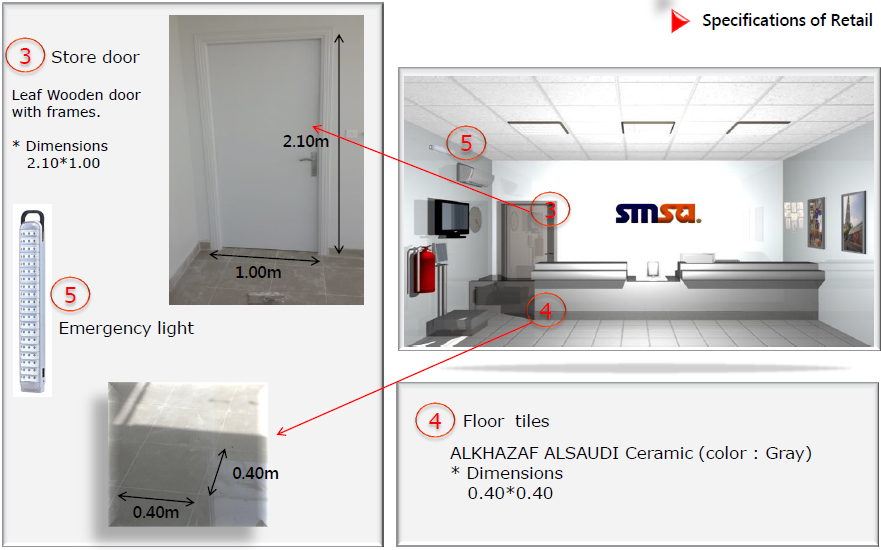 Specifications of Retail
3 Store door
Leaf Wooden door
with frames.
* Dimensions
2.10*1.00
2.10m
1.00m
5
Emergency light
0.40m
0.40m
5
3
smsa.
4
4 Floor tiles
ALKHAZAF ALSAUDI Ceramic (color : Gray)
* Dimensions
0.40*0.40